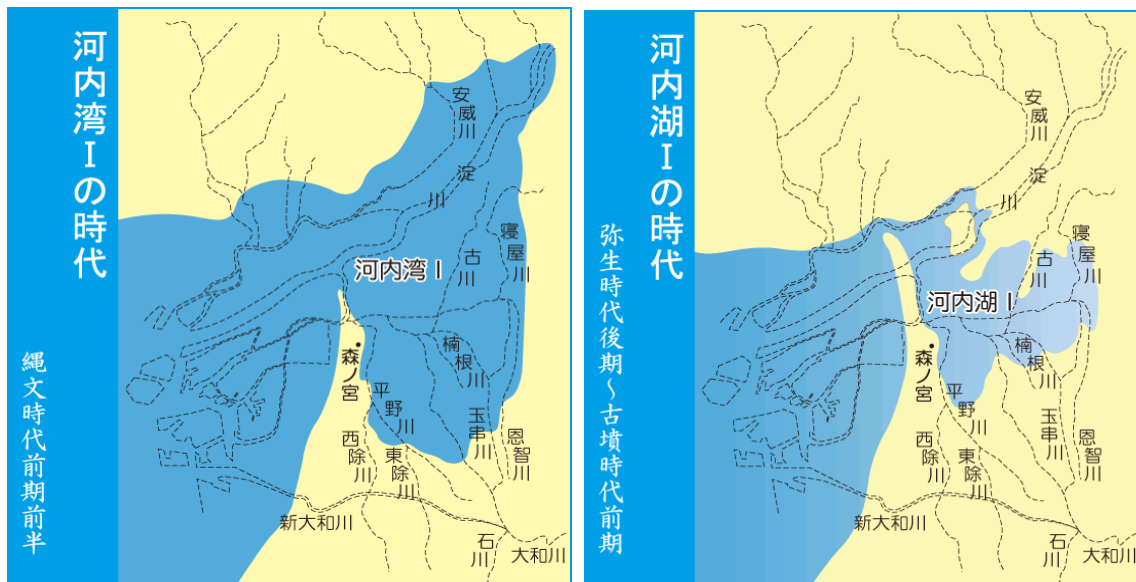 河内湾Ⅰの時代
縄文時代前期前半
安威川
淀川
古川
寝屋川
河内湾Ⅰ
森ノ宮
楠根川
平野川
玉串川
恩智川
西除川
東除川
新大和川
石川
大和川
河内湖Ⅰの時代
弥生時代後期~古墳時代前期
安威川
淀川
寝屋川
古川
河内湖Ⅰ
森ノ宮
楠根川
平野川
玉串川
恩智川
西除川
東除川
新大和川
石川
大和川